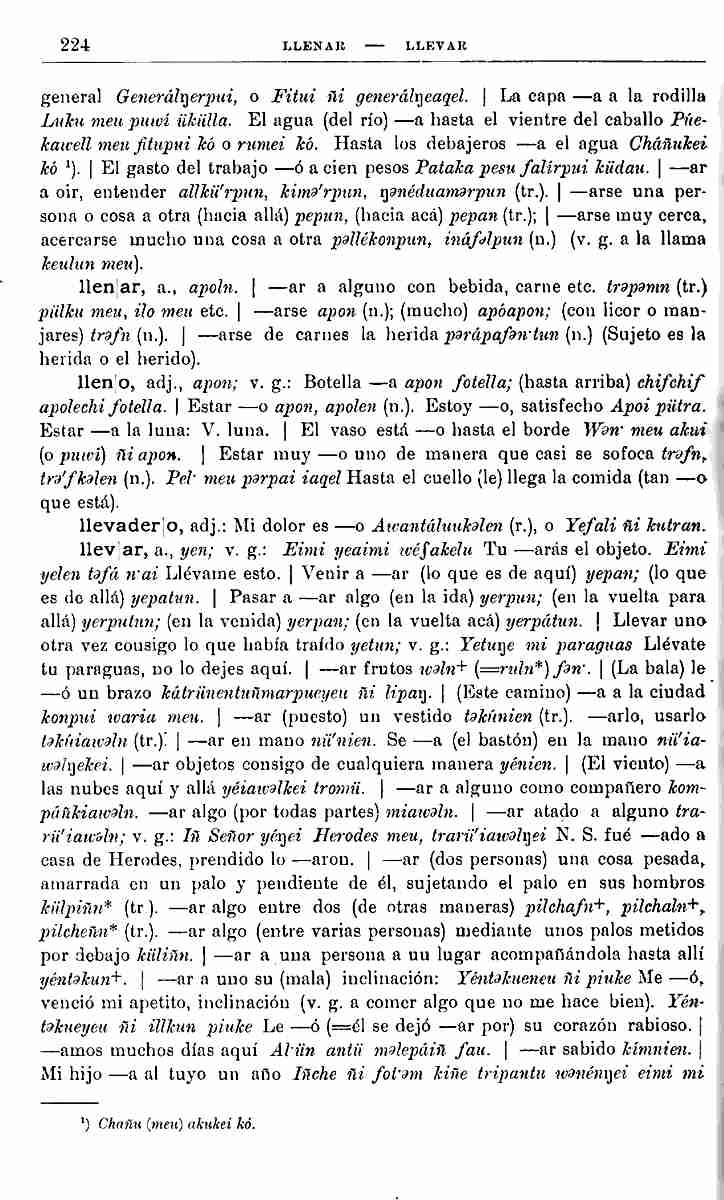 224 LLENAR — LLEVAR
general Generálŋerpui, o Fitui ñi generálŋeaqel. | La capa —a a la rodilla
Luku meu puwí ükülla. El agua (del río) —a hasta el vientre del caballo Púe-
kawell meu fitupui kó o rumei kó. Hasta los debajeros —a el agua Cháñukei
kó ¹). | El gasto del trabajo —ó a cien pesos Pataka pesu falirpui küdau. | —ar
a oir, entender allkü'rpun, kimə'rpun, ŋənéduamərpun (tr.). | —arse una per-
sona o cosa a otra (hacia allá) pepun, (hacia acá) pepan (tr.); | —arse muy cerca,
acercarse mucho una cosa a otra pəllékonpun, ináfəlpun (n.) (v. g. a la llama
keulun meu).
llen|ar, a., apoln. | —ar a alguno con bebida, carne etc. trəpəmn (tr.)
pülku meu, ilo meu etc. | —arse apon (n.); (mucho) apóapon; (con licor o man-
jares) trəfn (n.). | —arse de carnes la herida pərápafən·tun (n.) (Sujeto es la
herida o el herido).
llen|o, adj., apon; v. g.: Botella —a apon fotella; (hasta arriba) chifchif
apolechi fotella. | Estar —o apon, apolen (n.). Estoy —o, satisfecho Apoi pütra.
Estar —a la luna: V. luna. | El vaso está —o hasta el borde Wən· meu akui
(o puwi) ñi apon. | Estar muy —o uno de manera que casi se sofoca trəfn,
trə'fkəlen (n.). Pel· meu pərpai iaqel Hasta el cuello (le) llega la comida (tan —o
que está).
llevader|o, adj.: Mi dolor es —o Awantáluukəlen (r.), o Yefali ñi kutran.
llev|ar, a., yen; v. g.: Eimi yeaimi wéʃakelu Tu —arás el objeto. Eimi
yelen təfá n·ai Llévame esto. | Venir a —ar (lo que es de aquí) yepan; (lo que
es de allá) yepatun. | Pasar a —ar algo (en la ida) yerpun; (en la vuelta para
allá) yerputun; (en la venida) yerpan; (en la vuelta acá) yerpátun. | Llevar uno
otra vez consigo lo que había traído yetun; v. g.: Yetuŋe mi paraguas Llévate
tu paraguas, no lo dejes aquí. | —ar frutos wəln+ (=ruln*) fən·. | (La bala) le
—ó un brazo kátrünentuñmarpueyeu ñi lipaŋ. | (Este camino) —a a la ciudad
konpui waria meu. | —ar (puesto) un vestido təkúnien (tr.). —arlo, usarlo
təkúiawəln (tr.). | —ar en mano nü'nien. Se —a (el bastón) en la mano nü'ia-
wəlŋekei. | —ar objetos consigo de cualquiera manera yénien. | (El viento) —a
las nubes aquí y allá yéiawəlkei tromü. | —ar a alguno como compañero kom-
páñkiawəln. —ar algo (por todas partes) miawəln. | —ar atado a alguno tra-
rü'iawəln; v. g.: Iñ Señor yéŋei Herodes meu, trarü'iawəlŋei N. S. fué —ado a
casa de Herodes, prendido lo —aron. | —ar (dos personas) una cosa pesada,
amarrada en un palo y pendiente de él, sujetando el palo en sus hombros
külpiñn* (tr). —ar algo entre dos (de otras maneras) pilchafn+, pilchaln+,
pilcheñn* (tr.). —ar algo (entre varias personas) mediante unos palos metidos
por debajo küliñn. | —ar a una persona a uu lugar acompañándola hasta allí
yéntəkun+. | —ar a uno su (mala) inclinación: Yéntəkueneu ñi piuke Me —ó,
venció mi apetito, inclinación (v. g. a comer algo que no me hace bien). Yén-
təkueyeu ñi illkun piuke Le —ó (=él se dejó —ar por) su corazón rabioso. |
—amos muchos días aquí Al·ün antü məlepáiñ fau. | —ar sabido kímnien. |
Mi hijo —a al tuyo un año Iñche ñi fot·əm kiñe tripantu wənénŋei eimi mi
¹) Chañu (meu) akukei kó.